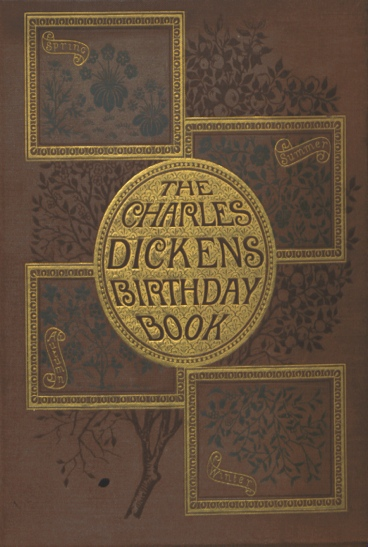 Spring
Summer
THE
CHARLES
DICKENS
BIRTHDAY
BOOK
Autumn
Winter